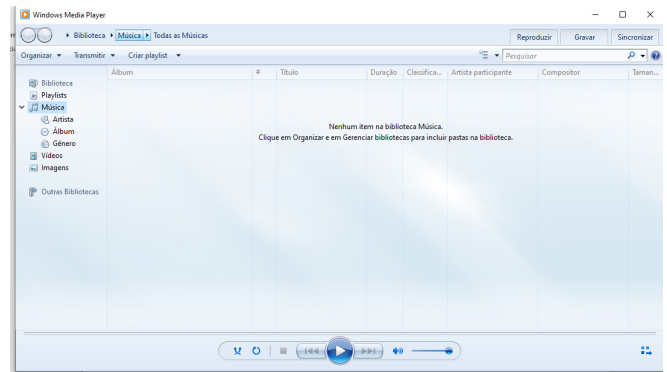 Windows Media Player
Biblioteca Música Todas as Músicas
Reproduzir Gravar Sincronizar
Organizar Transmitir Criar playlist
Pesquisar
Álbum # Título Duração Classifica... Artista participante Compositor Taman...
Biblioteca
Playlists
Música
Artista
Álbum
Gênero
Vídeos
Imagens
Outras Bibliotecas
Nenhum item na biblioteca Música.
Clique em Organizar e em Gerenciar bibliotecas para incluir pastas na biblioteca.